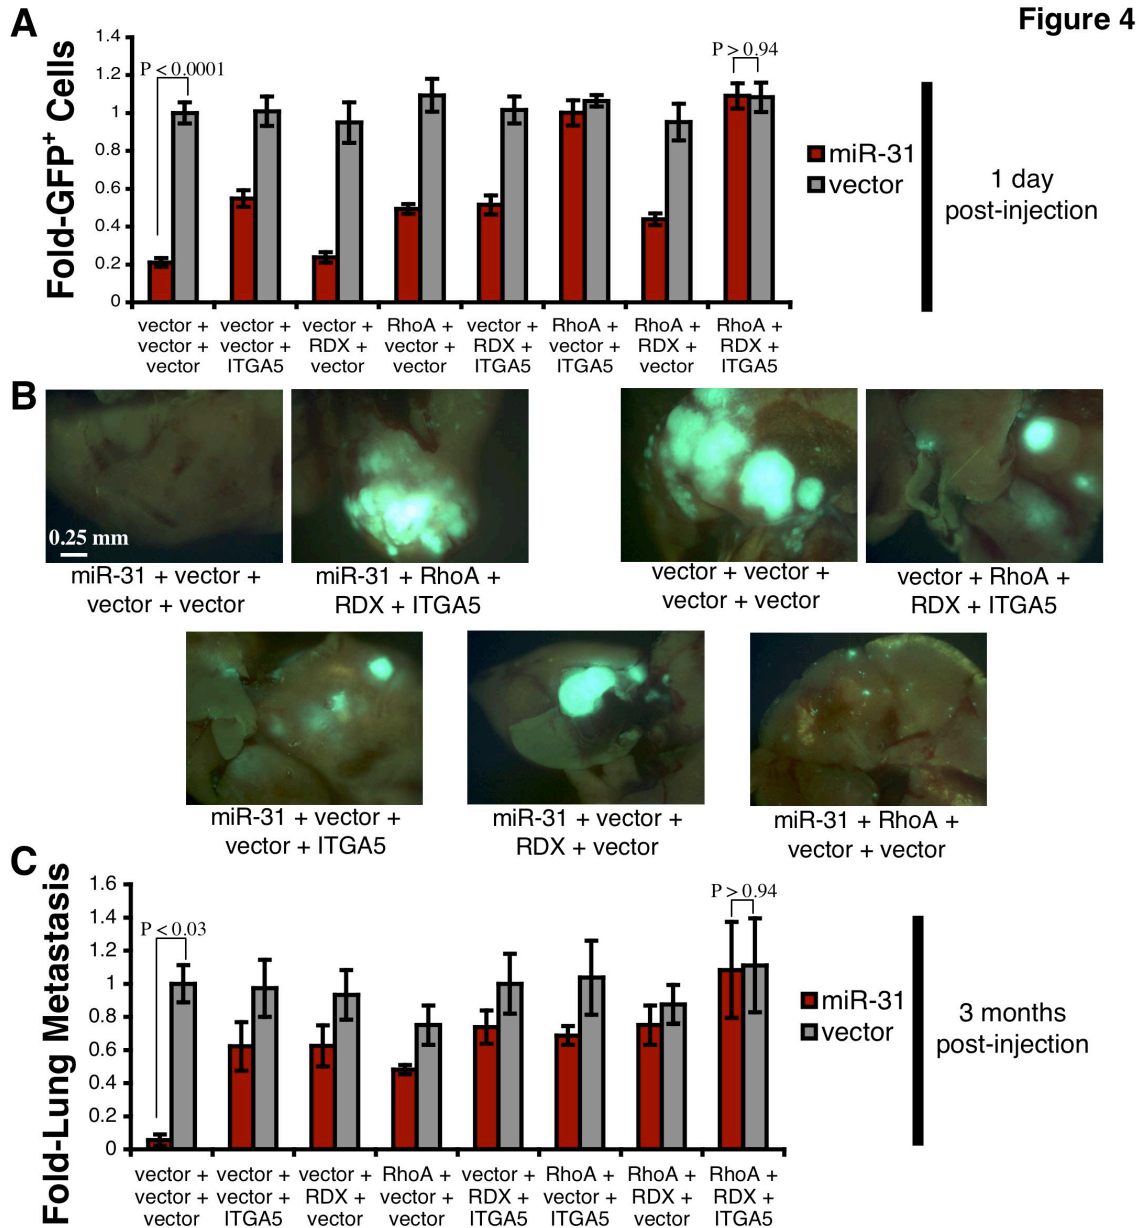 A
Figure 4
Fold-GFP+ Cells
1.4
1.2
1
0.8
0.6
0.4
0.2
0
P < 0.0001
P > 0.94
miR-31
vector
1 day
post-injection
vector +
vector +
vector
vector +
vector +
ITGA5
vector +
RDX +
vector
RhoA +
vector +
vector
vector +
RDX +
ITGA5
RhoA +
vector +
ITGA5
RhoA +
RDX +
vector
RhoA +
RDX +
ITGA5
B
0.25 mm
miR-31 + vector +
vector + vector
miR-31 + RhoA +
RDX + ITGA5
vector + vector +
vector + vector
vector + RhoA +
RDX + ITGA5
miR-31 + vector +
vector + ITGA5
miR-31 + vector +
RDX + vector
miR-31 + RhoA +
vector + vector
C
Fold-Lung Metastasis
1.6
1.4
1.2
1
0.8
0.6
0.4
0.2
0
P < 0.03
P > 0.94
miR-31
vector
3 months
post-injection
vector +
vector +
vector
vector +
vector +
ITGA5
vector +
RDX +
vector
RhoA +
vector +
vector
vector +
RDX +
ITGA5
RhoA +
vector +
ITGA5
RhoA +
RDX +
vector
RhoA +
RDX +
ITGA5